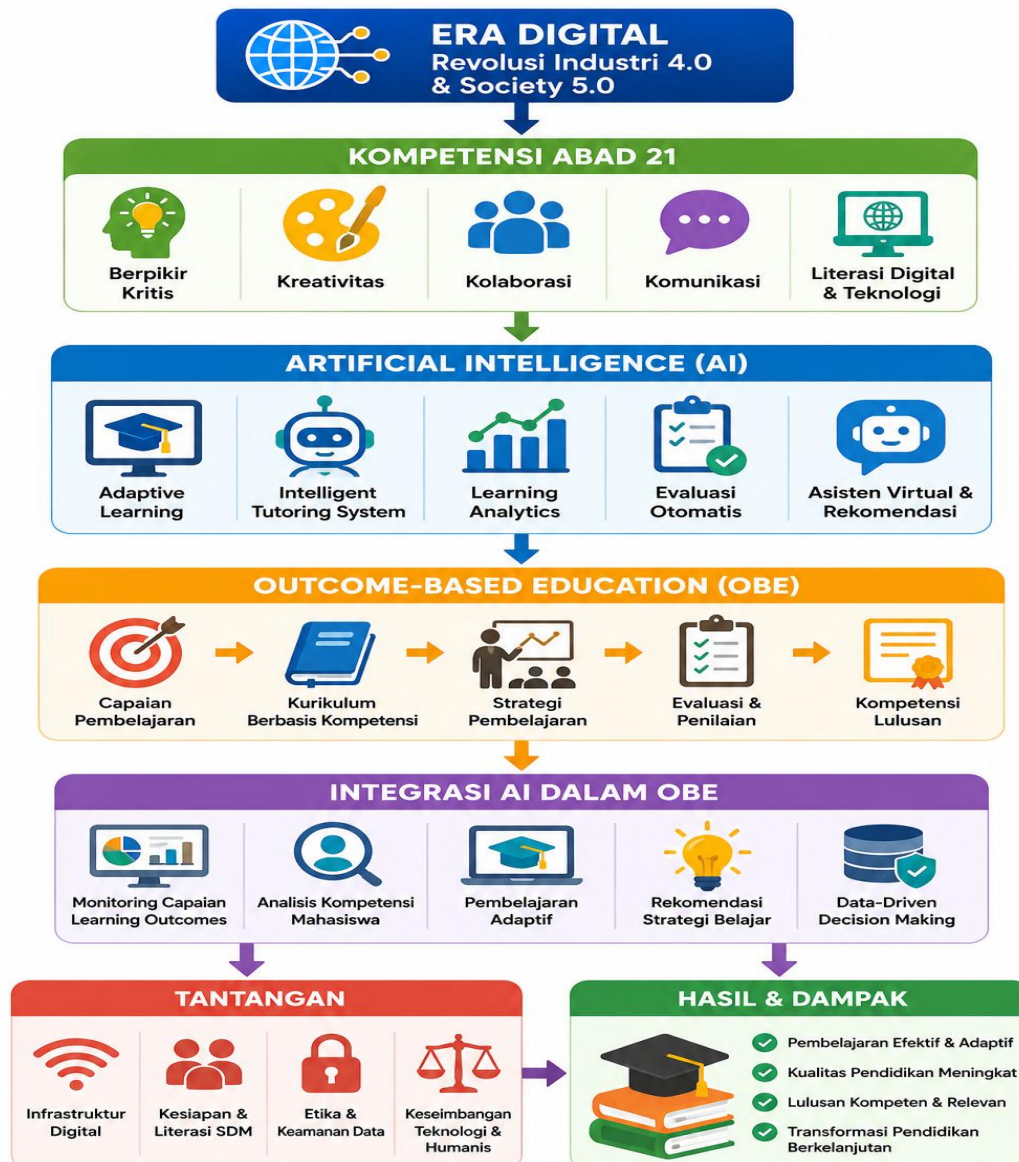 ERA DIGITAL
Revolusi Industri 4.0
& Society 5.0
KOMPETENSI ABAD 21
Berpikir
Kritis
Kreativitas
Kolaborasi
Komunikasi
Literasi Digital
& Teknologi
ARTIFICIAL INTELLIGENCE (AI)
Adaptive
Learning
Intelligent
Tutoring System
Learning
Analytics
Evaluasi
Otomatis
Asisten Virtual &
Rekomendasi
OUTCOME-BASED EDUCATION (OBE)
Capaian
Pembelajaran
Kurikulum
Berbasis Kompetensi
Strategi
Pembelajaran
Evaluasi &
Penilaian
Kompetensi
Lulusan
INTEGRASI AI DALAM OBE
Monitoring Capaian
Learning Outcomes
Analisis Kompetensi
Mahasiswa
Pembelajaran
Adaptif
Rekomendasi
Strategi Belajar
Data-Driven
Decision Making
TANTANGAN
Infrastruktur
Digital
Kesiapan &
Literasi SDM
Etika &
Keamanan Data
Keseimbangan
Teknologi &
Humanis
HASIL & DAMPAK
Pembelajaran Efektif & Adaptif
Kualitas Pendidikan Meningkat
Lulusan Kompeten & Relevan
Transformasi Pendidikan
Berkelanjutan